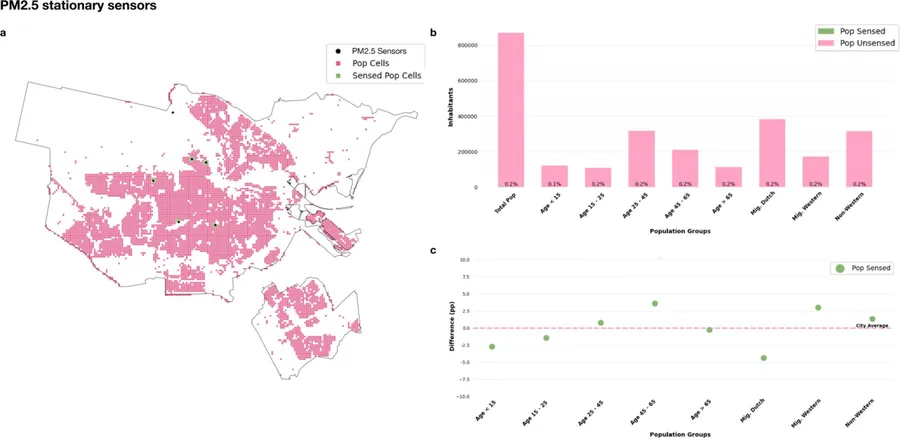 PM2.5 stationary sensors
a
PM2.5 Sensors
Pop Cells
Sensed Pop Cells
b
Pop Sensed
Pop Unsensed
Inhabitants
800000
600000
400000
200000
0
0.2%
0.1%
0.2%
0.2%
0.2%
0.2%
0.2%
0.2%
0.2%
Total Pop
Age < 15
Age 15 - 25
Age 25 - 45
Age 45 - 65
Age > 65
Mig. Dutch
Mig. Western
Non-Western
Population Groups
c
Pop Sensed
Difference (pp)
10.0
7.5
5.0
2.5
0.0
−2.5
−5.0
−7.5
−10.0
City Average
Age < 15
Age 15 - 25
Age 25 - 45
Age 45 - 65
Age > 65
Mig. Dutch
Mig. Western
Non-Western
Population Groups